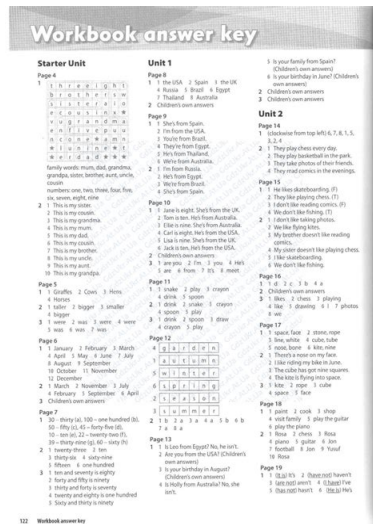 Workbook answer key
Starter Unit
Page 4
1
t h r e e i g h t
b r o t h e r s w
s i s t e r a i o
e c o u s i n x
v u g r a n d m a
e n f i v e p u u
n c o n e a m n
l u n i n e t
e r d a d
family words: mum, dad, grandma,
grandpa, sister, brother, aunt, uncle,
cousin
numbers: one, two, three, four, five,
six, seven, eight, nine
2 1 This is my sister.
2 This is my cousin.
3 This is my grandma.
4 This is my mum.
5 This is my dad.
6 This is my cousin.
7 This is my brother.
8 This is my uncle.
9 This is my aunt.
10 This is my grandpa.
Page 5
1 1 Giraffes 2 Cows 3 Hens
4 Horses
2 1 taller 2 bigger 3 smaller
4 bigger
3 1 were 2 was 3 were 4 were
5 was 6 was 7 was
Page 6
1 1 January 2 February 3 March
4 April 5 May 6 June 7 July
8 August 9 September
10 October 11 November
12 December
2 1 March 2 November 3 July
4 February 5 September 6 April
3 Children's own answers
Page 7
1 30 – thirty (a), 100 – one hundred (b),
50 – fifty (c), 45 – forty-five (d),
10 – ten (e), 22 – twenty-two (f),
39 – thirty-nine (g), 60 – sixty (h)
2 1 twenty-three 2 ten
3 thirty-six 4 sixty-nine
5 fifteen 6 one hundred
3 1 ten and seventy is eighty
2 forty and fifty is ninety
3 thirty and forty is seventy
4 twenty and eighty is one hundred
5 Sixty and thirty is ninety
Unit 1
Page 8
1 1 the USA 2 Spain 3 the UK
4 Russia 5 Brazil 6 Egypt
7 Thailand 8 Australia
2 Children's own answers
Page 9
1 1 She's from Spain.
2 I'm from the USA.
3 You're from Brazil.
4 They're from Egypt.
5 He's from Thailand.
6 We're from Australia.
2 1 I'm from Russia.
2 He's from Egypt.
3 We're from Brazil.
4 She's from Spain.
Page 10
1 1 Jane is eight. She's from the UK.
2 Tom is ten. He's from Australia.
3 Ellie is nine. She's from Australia.
4 Carl is eight. He's from the USA.
5 Lisa is nine. She's from the UK.
6 Jack is ten. He's from the USA.
2 Children's own answers
3 1 are you 2 I'm 3 you 4 He's
5 are 6 from 7 It's 8 meet
Page 11
1 1 snake 2 play 3 crayon
4 drink 5 spoon
2 1 drink 2 snake 3 crayon
4 spoon 5 play
3 1 drink 2 spoon 3 draw
4 crayon 5 play
Page 12
1
g a r d e n
a u t u m n
w i n t e r
s p r i n g
s e a s o n
s u m m e r
2 1 b 2 a 3 a 4 a 5 b 6 b
7 a 8 a
Page 13
1 1 Is Leo from Egypt? No, he isn't.
2 Are you from the USA? (Children's
own answers)
3 Is your birthday in August?
(Children's own answers)
4 Is Holly from Australia? No, she
isn't.
5 Is your family from Spain?
(Children's own answers)
6 Is your birthday in June? (Children's
own answers)
2 Children's own answers
3 Children's own answers
Unit 2
Page 14
1 (clockwise from top left) 6, 7, 8, 1, 5,
3, 2, 4
2 1 They play chess every day.
2 They play basketball in the park.
3 They take photos of their friends.
4 They read comics in the evenings.
Page 15
1 1 He likes skateboarding. (F)
2 They like playing chess. (T)
3 I don't like reading comics. (F)
4 We don't like fishing. (T)
2 1 I don't like taking photos.
2 We like flying kites.
3 My brother doesn't like reading
comics.
4 My sister doesn't like playing chess.
5 I like skateboarding.
6 We don't like fishing.
Page 16
1 1 d 2 c 3 b 4 a
2 Children's own answers
3 1 likes 2 chess 3 playing
4 like 5 drawing 6 I 7 photos
8 we
Page 17
1 1 space, face 2 stone, rope
3 line, white 4 cube, tube
5 nose, bone 6 kite, nine
2 1 There's a nose on my face.
2 I like riding my bike in June.
3 The cube has got nine squares.
4 The kite is flying into space.
3 1 kite 2 rope 3 cube
4 space 5 face
Page 18
1 1 paint 2 cook 3 shop
4 visit family 5 play the guitar
6 play the piano
2 1 Rosa 2 chess 3 Rosa
4 piano 5 guitar 6 Jon
7 football 8 Jon 9 Yusuf
10 Rosa
Page 19
1 1 (It is) It's 2 (have not) haven't
3 (are not) aren't 4 (I have) I've
5 (has not) hasn't 6 (He is) He's
122 Workbook answer key